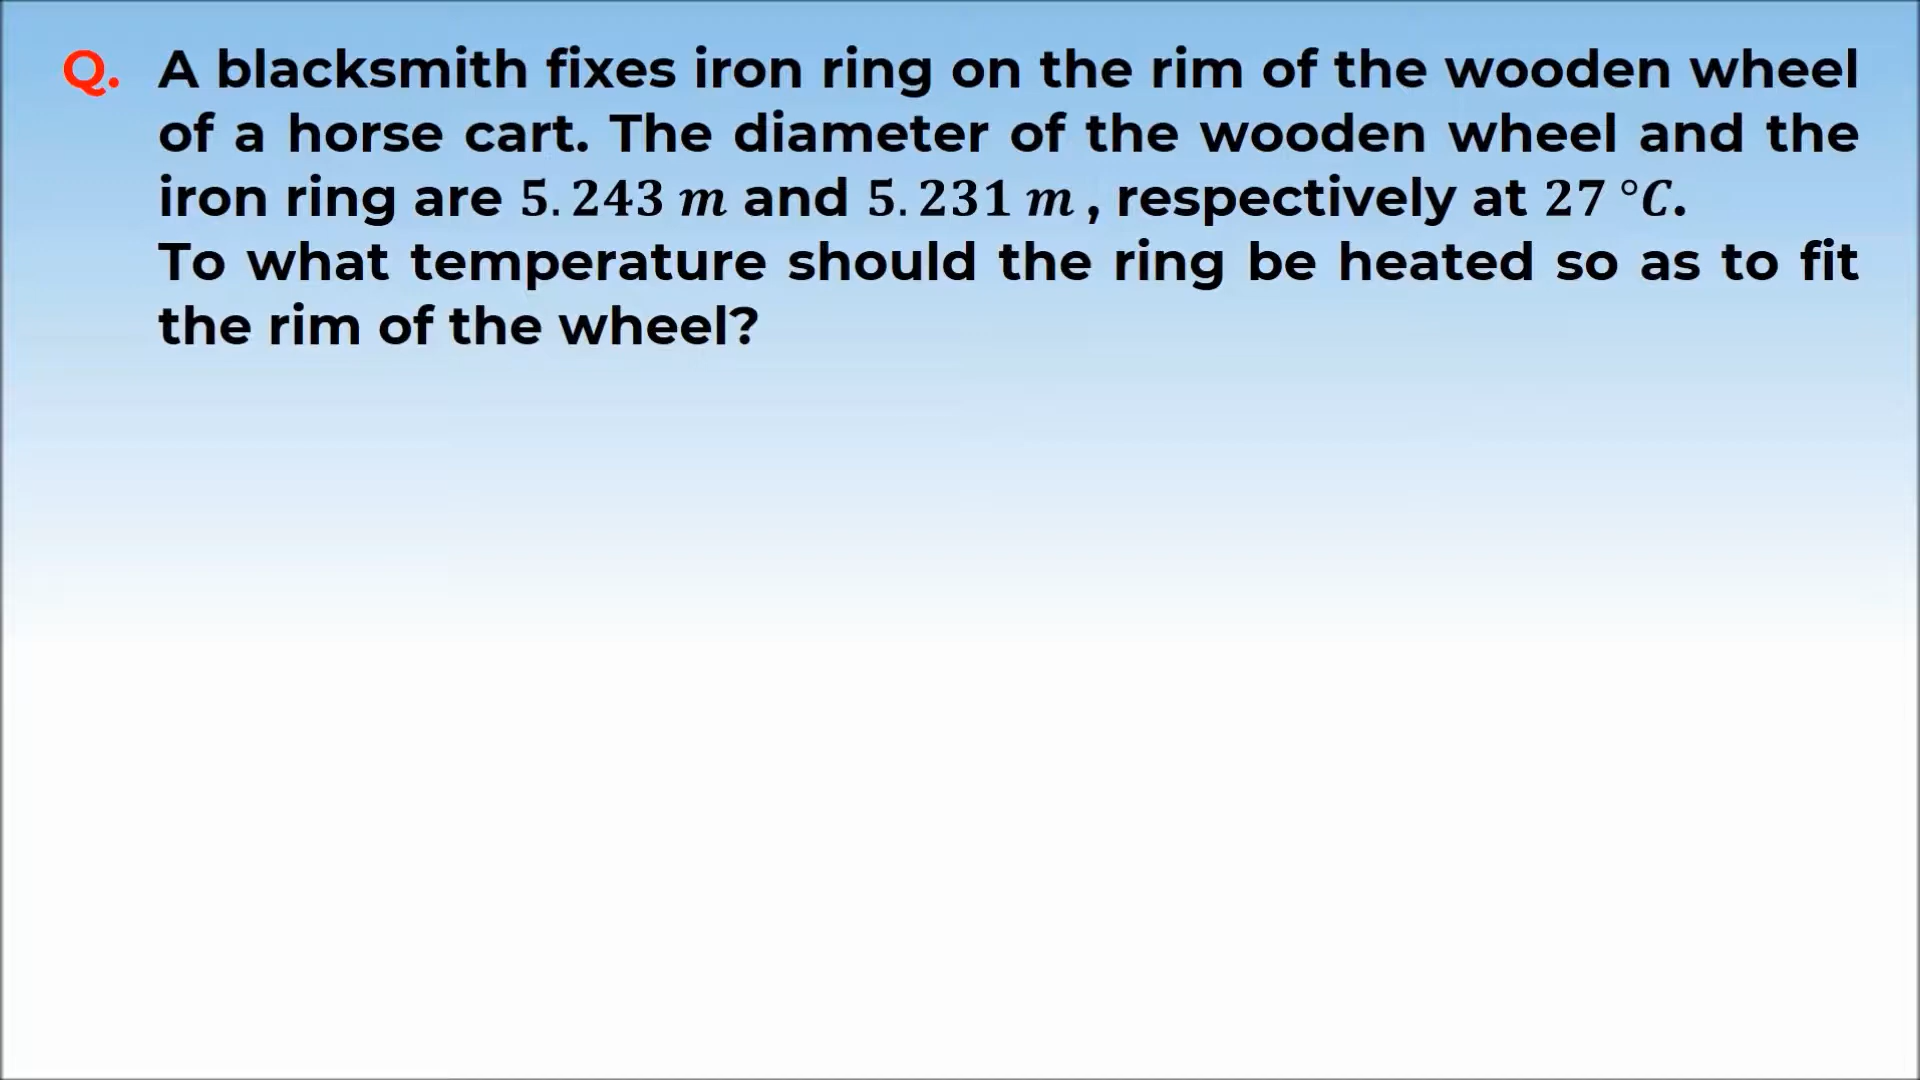 Q. A blacksmith fixes iron ring on the rim of the wooden wheel
of a horse cart. The diameter of the wooden wheel and the
iron ring are 5.243 m and 5.231 m, respectively at 27 °C.
To what temperature should the ring be heated so as to fit
the rim of the wheel?